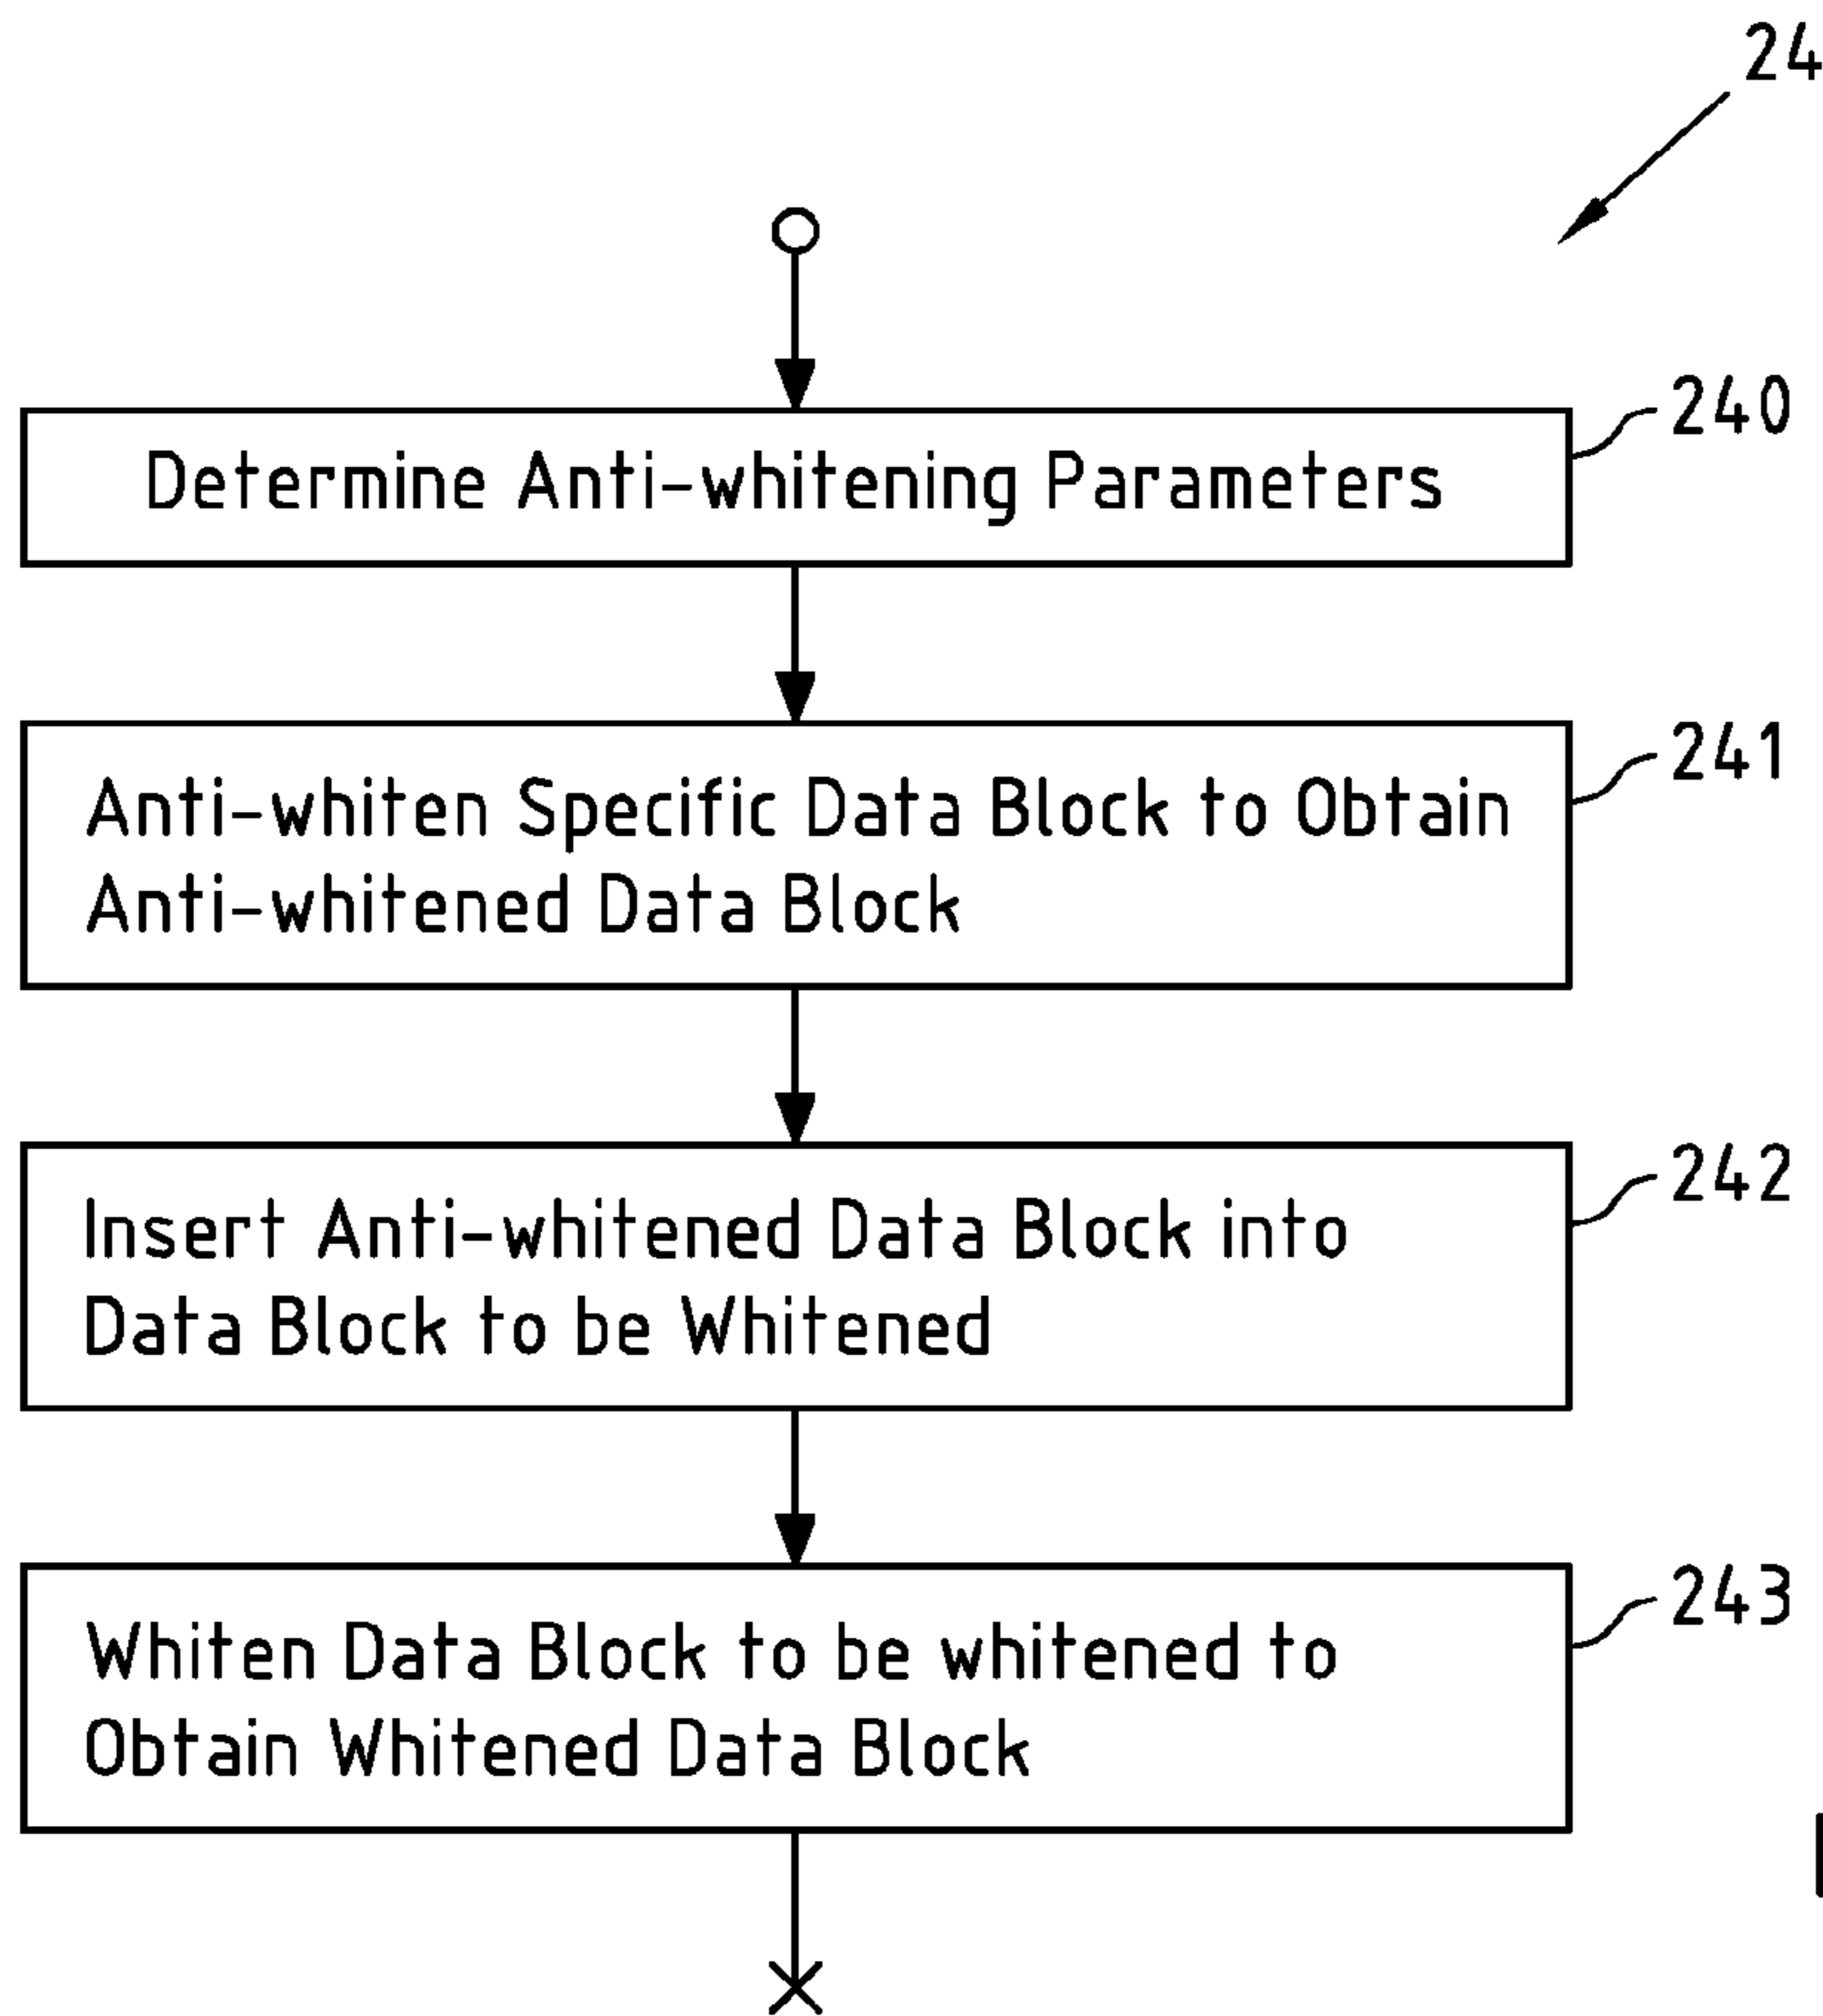 24
240
Determine Anti-whitening Parameters
241
Anti-whiten Specific Data Block to Obtain
Anti-whitened Data Block
242
Insert Anti-whitened Data Block into
Data Block to be Whitened
243
Whiten Data Block to be whitened to
Obtain Whitened Data Block